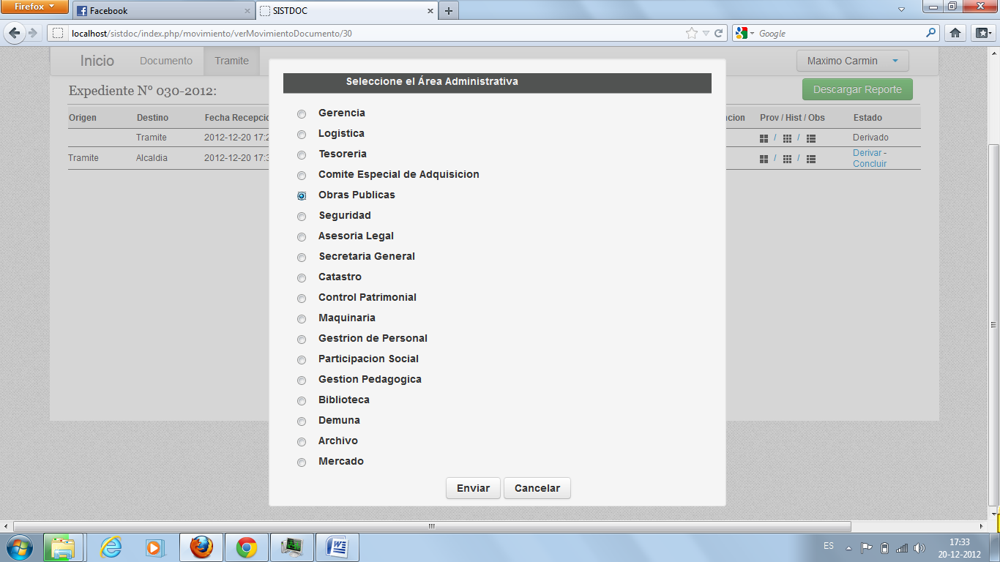 Firefox
Facebook
SISTDOC
localhost/sistdoc/index.php/movimiento/verMovimientoDocumento/30
Google
Inicio
Documento
Tramite
Maximo Carmin
Expediente N° 030-2012:
Descargar Reporte
Origen
Destino
Fecha Recepcio
cion
Prov / Hist / Obs
Estado
Tramite
2012-12-20 17:2
/ /
Derivado
Tramite
Alcaldia
2012-12-20 17:3
/ /
Derivar -
Concluir
Seleccione el Área Administrativa
Gerencia
Logistica
Tesoreria
Comite Especial de Adquisicion
Obras Publicas
Seguridad
Asesoria Legal
Secretaria General
Catastro
Control Patrimonial
Maquinaria
Gestrion de Personal
Participacion Social
Gestion Pedagogica
Biblioteca
Demuna
Archivo
Mercado
Enviar
Cancelar
ES
17:33
20-12-2012